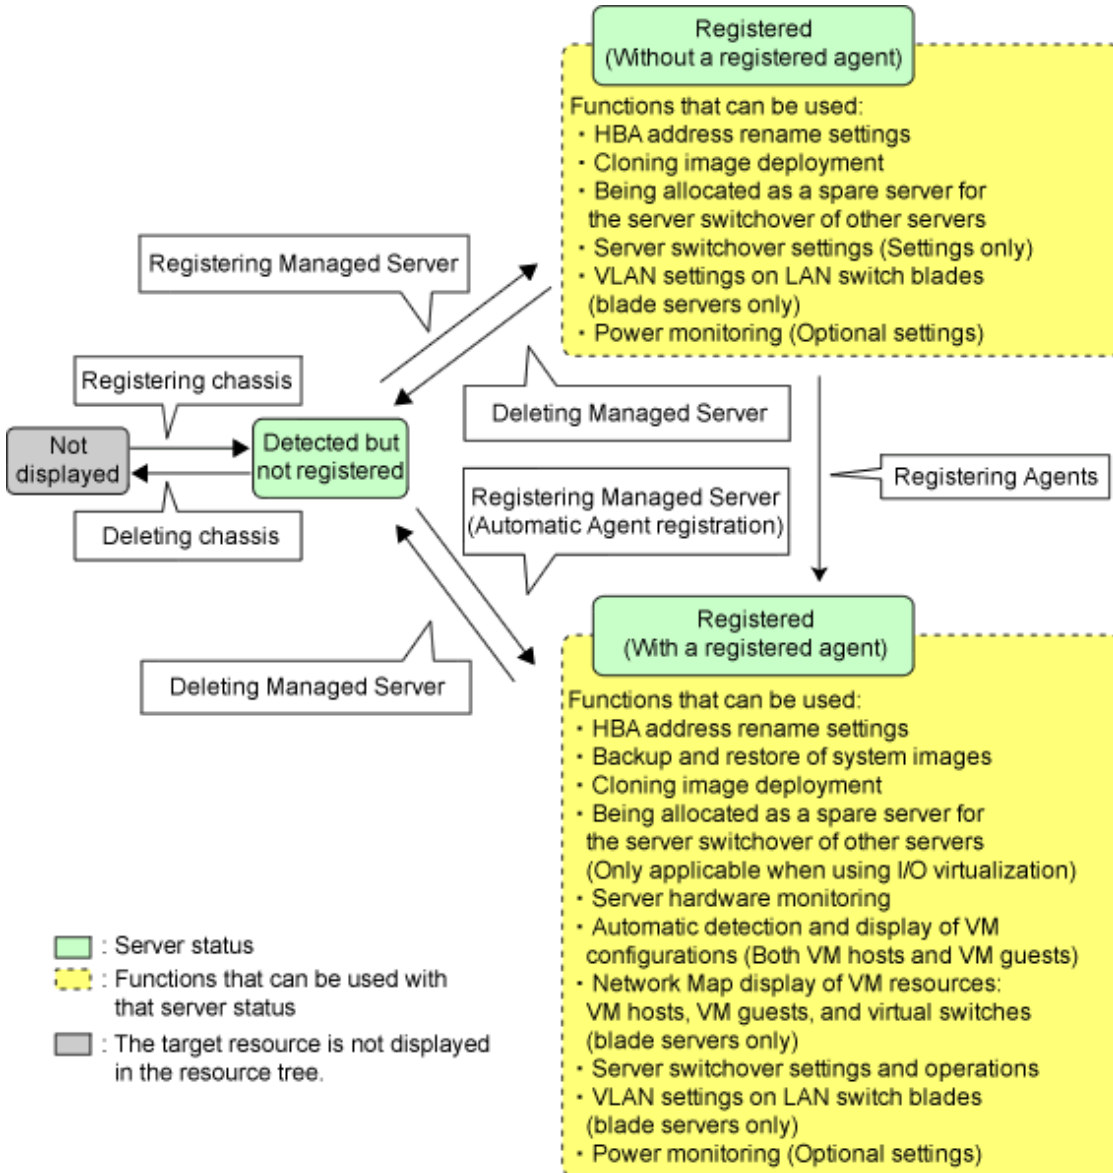 Registered
(Without a registered agent)
Functions that can be used:
・HBA address rename settings
・Cloning image deployment
・Being allocated as a spare server for
the server switchover of other servers
・Server switchover settings (Settings only)
・VLAN settings on LAN switch blades
(blade servers only)
・Power monitoring (Optional settings)
Registering Managed Server
Registering chassis
Deleting Managed Server
Not
displayed
Detected but
not registered
Registering Agents
Registering Managed Server
(Automatic Agent registration)
Deleting chassis
Deleting Managed Server
Registered
(With a registered agent)
Functions that can be used:
・HBA address rename settings
・Backup and restore of system images
・Cloning image deployment
・Being allocated as a spare server for
the server switchover of other servers
(Only applicable when using I/O virtualization)
・Server hardware monitoring
・Automatic detection and display of VM
configurations (Both VM hosts and VM guests)
・Network Map display of VM resources:
VM hosts, VM guests, and virtual switches
(blade servers only)
・Server switchover settings and operations
・VLAN settings on LAN switch blades
(blade servers only)
・Power monitoring (Optional settings)
: Server status
: Functions that can be used with
that server status
: The target resource is not displayed
in the resource tree.